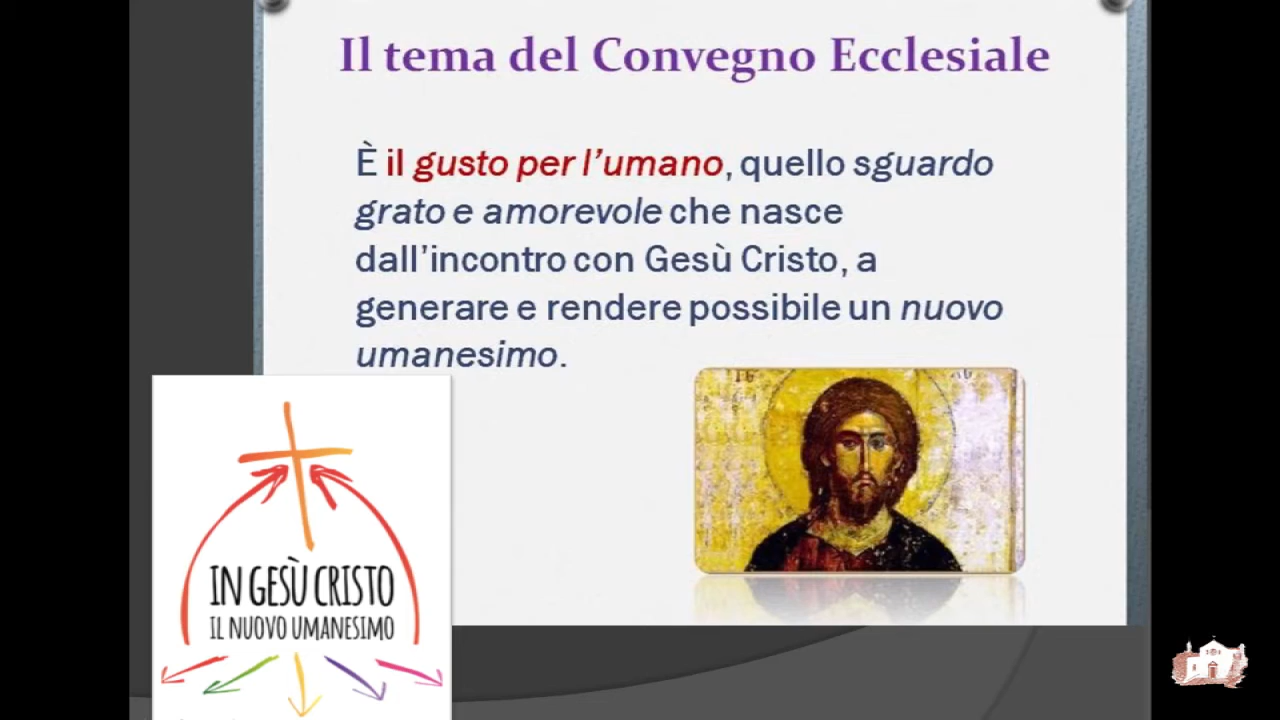 Il tema del Convegno Ecclesiale
È il gusto per l’umano, quello sguardo
grato e amorevole che nasce
dall’incontro con Gesù Cristo, a
generare e rendere possibile un nuovo
umanesimo.
IN GESÙ CRISTO
IL NUOVO UMANESIMO